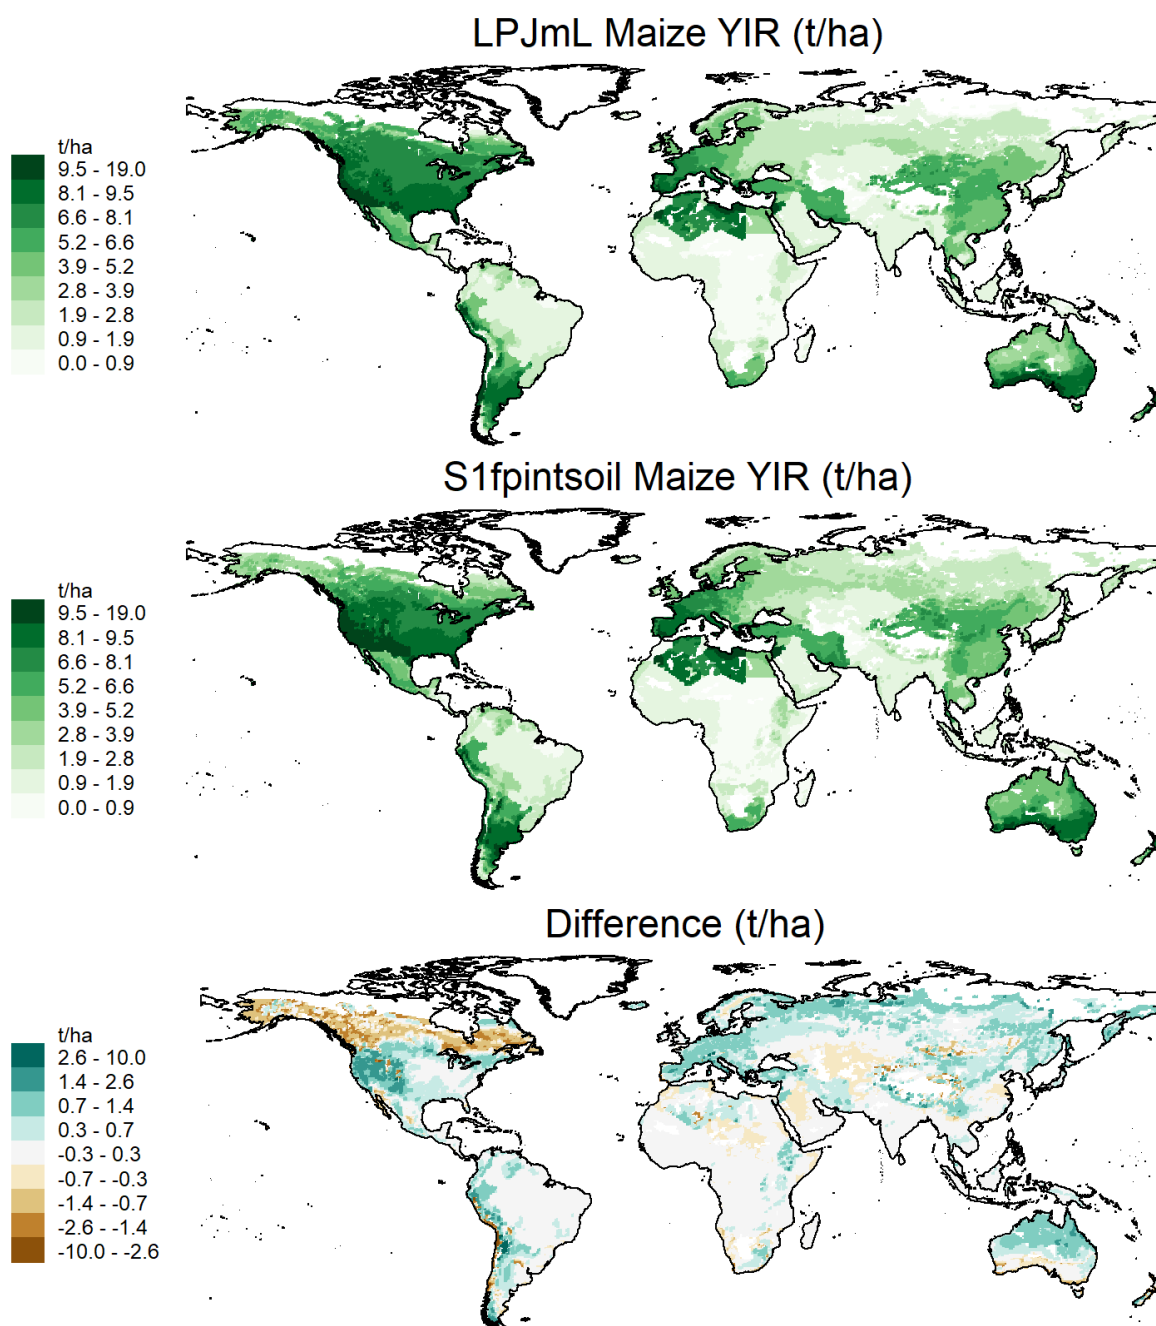 LPJmL Maize YIR (t/ha)
t/ha
9.5 - 19.0
8.1 - 9.5
6.6 - 8.1
5.2 - 6.6
3.9 - 5.2
2.8 - 3.9
1.9 - 2.8
0.9 - 1.9
0.0 - 0.9
S1fpintsoil Maize YIR (t/ha)
t/ha
9.5 - 19.0
8.1 - 9.5
6.6 - 8.1
5.2 - 6.6
3.9 - 5.2
2.8 - 3.9
1.9 - 2.8
0.9 - 1.9
0.0 - 0.9
Difference (t/ha)
t/ha
2.6 - 10.0
1.4 - 2.6
0.7 - 1.4
0.3 - 0.7
-0.3 - 0.3
-0.7 - -0.3
-1.4 - -0.7
-2.6 - -1.4
-10.0 - -2.6